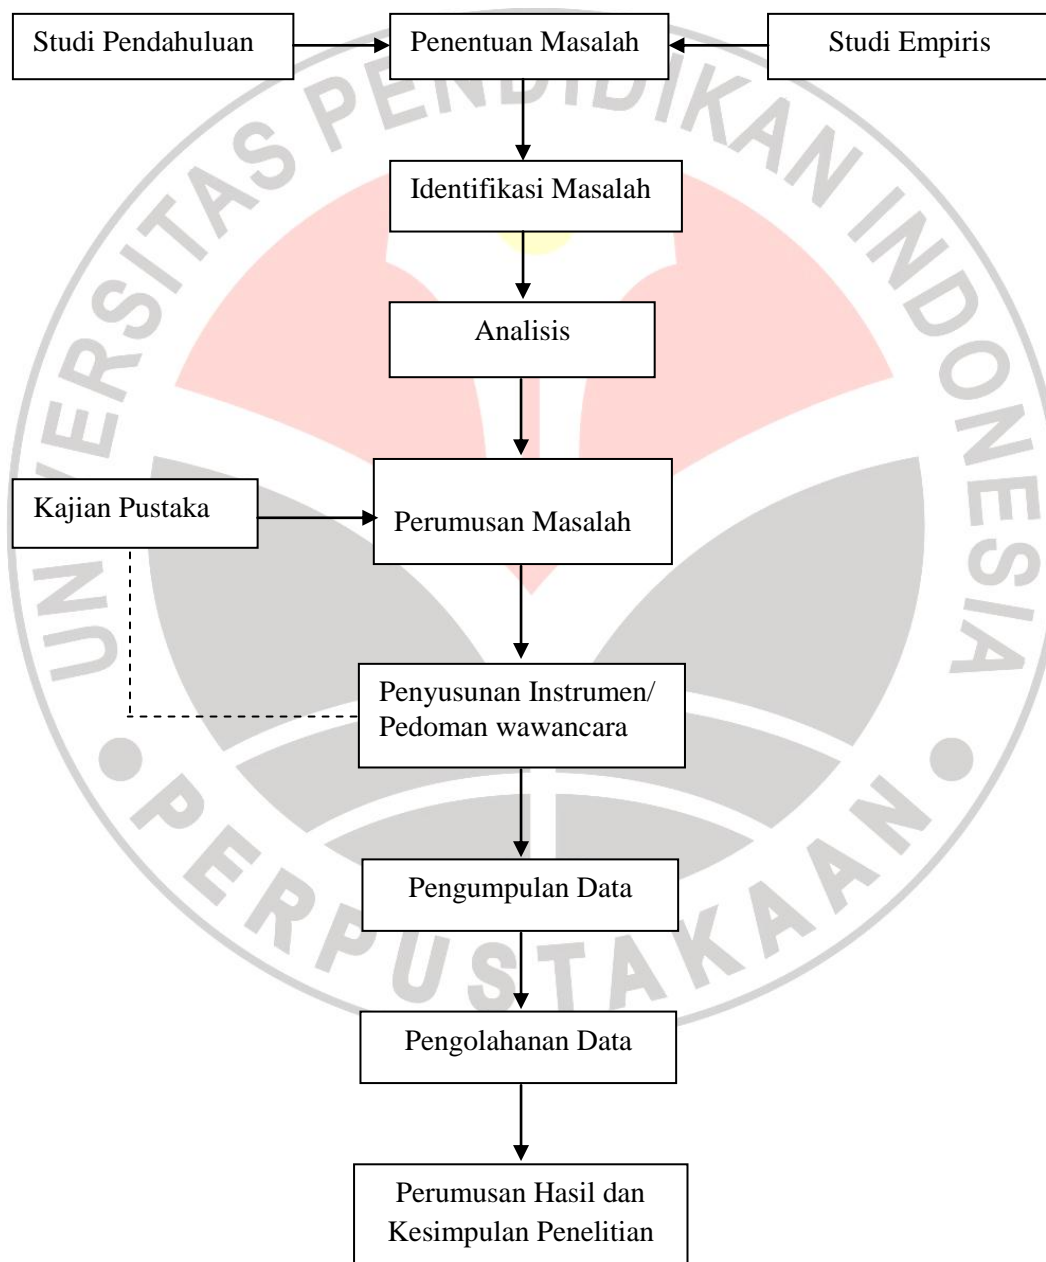 Studi Pendahuluan
Penentuan Masalah
Studi Empiris
Identifikasi Masalah
Analisis
Kajian Pustaka
Perumusan Masalah
Penyusunan Instrumen/
Pedoman wawancara
Pengumpulan Data
Pengolahanan Data
Perumusan Hasil dan
Kesimpulan Penelitian
UNIVERSITAS PENDIDIKAN INDONESIA
PERPUSTAKAAN